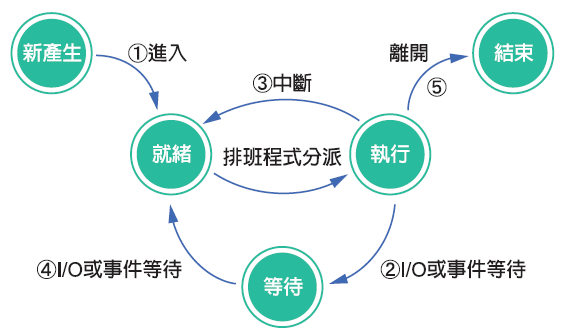 新產生
①進入
離開
結束
⑤
③中斷
就緒
排班程式分派
執行
④I/O或事件等待
等待
②I/O或事件等待